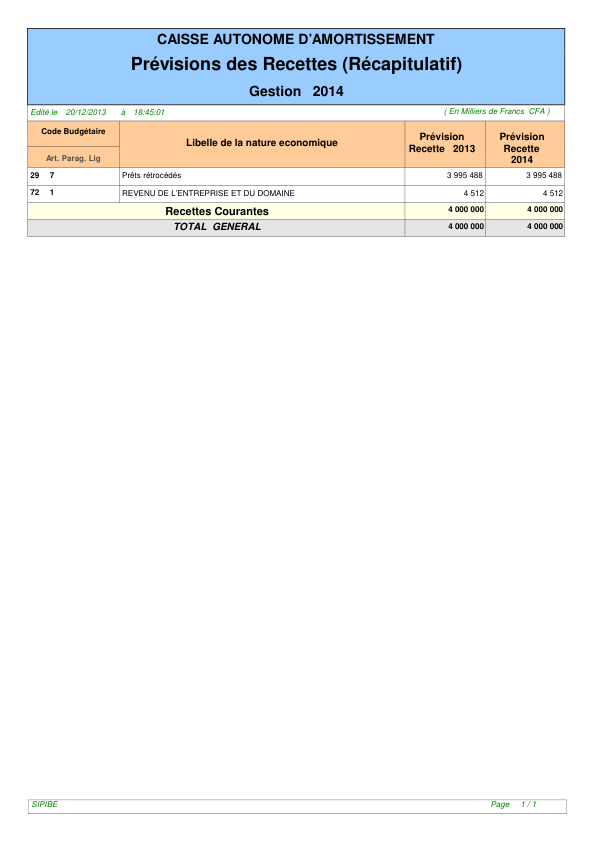 CAISSE AUTONOME D'AMORTISSEMENT
Prévisions des Recettes (Récapitulatif)
Gestion 2014
Edité le 20/12/2013 à 18:45:01 ( En Milliers de Francs CFA )
Code Budgétaire
Art. Parag. Lig
Libelle de la nature economique
Prévision
Recette 2013
Prévision
Recette
2014
29 7 Prêts rétrocédés 3 995 488 3 995 488
72 1 REVENU DE L'ENTREPRISE ET DU DOMAINE 4 512 4 512
Recettes Courantes 4 000 000 4 000 000
TOTAL GENERAL 4 000 000 4 000 000
SIPIBE Page 1 / 1